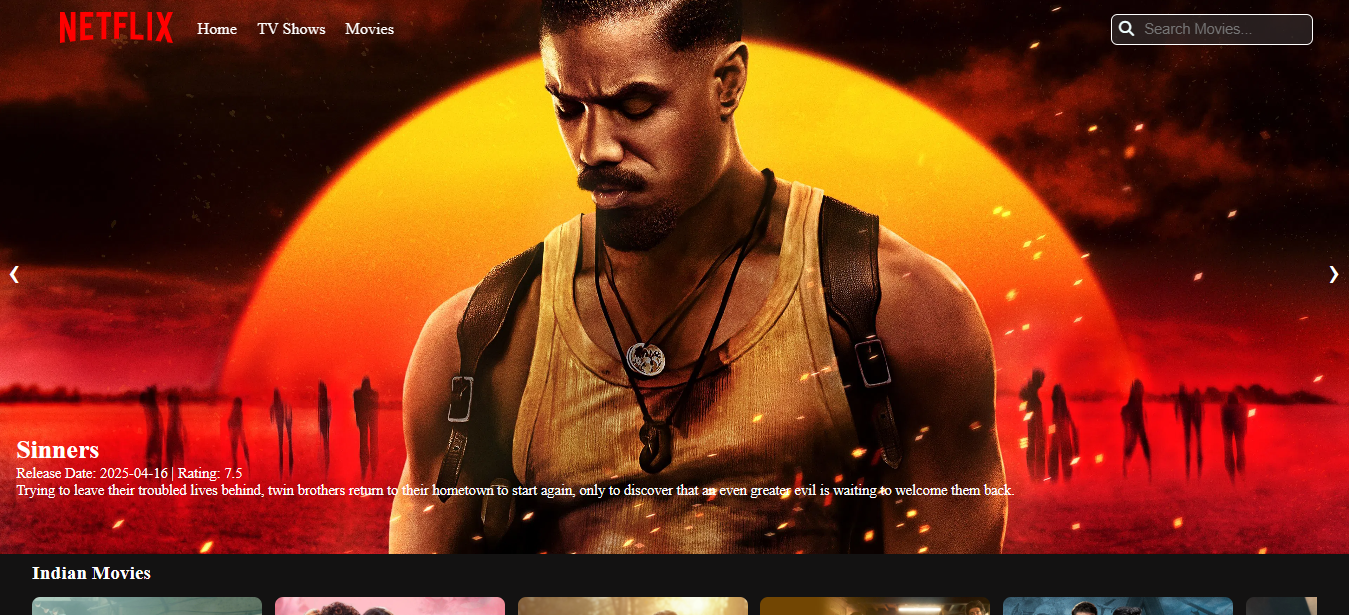 NETFLIX Home TV Shows Movies Search Movies...
❮ ❯
Sinners
Release Date: 2025-04-16 | Rating: 7.5
Trying to leave their troubled lives behind, twin brothers return to their hometown to start again, only to discover that an even greater evil is waiting to welcome them back.
Indian Movies